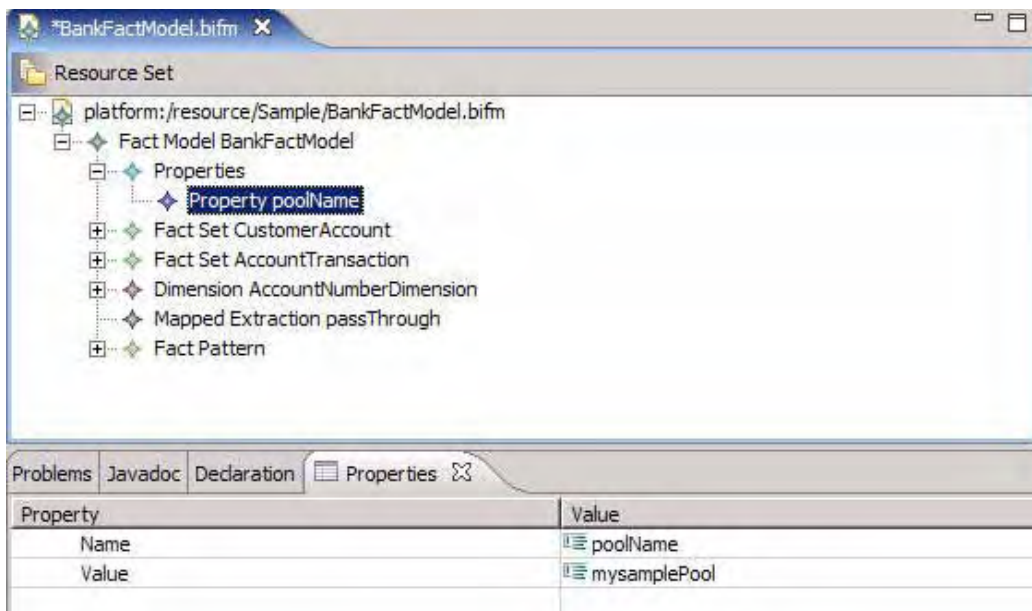 *BankFactModel.bifm
Resource Set
platform:/resource/Sample/BankFactModel.bifm
Fact Model BankFactModel
Properties
Property poolName
Fact Set CustomerAccount
Fact Set AccountTransaction
Dimension AccountNumberDimension
Mapped Extraction passThrough
Fact Pattern
Problems Javadoc Declaration Properties
Property Value
Name poolName
Value mysamplePool